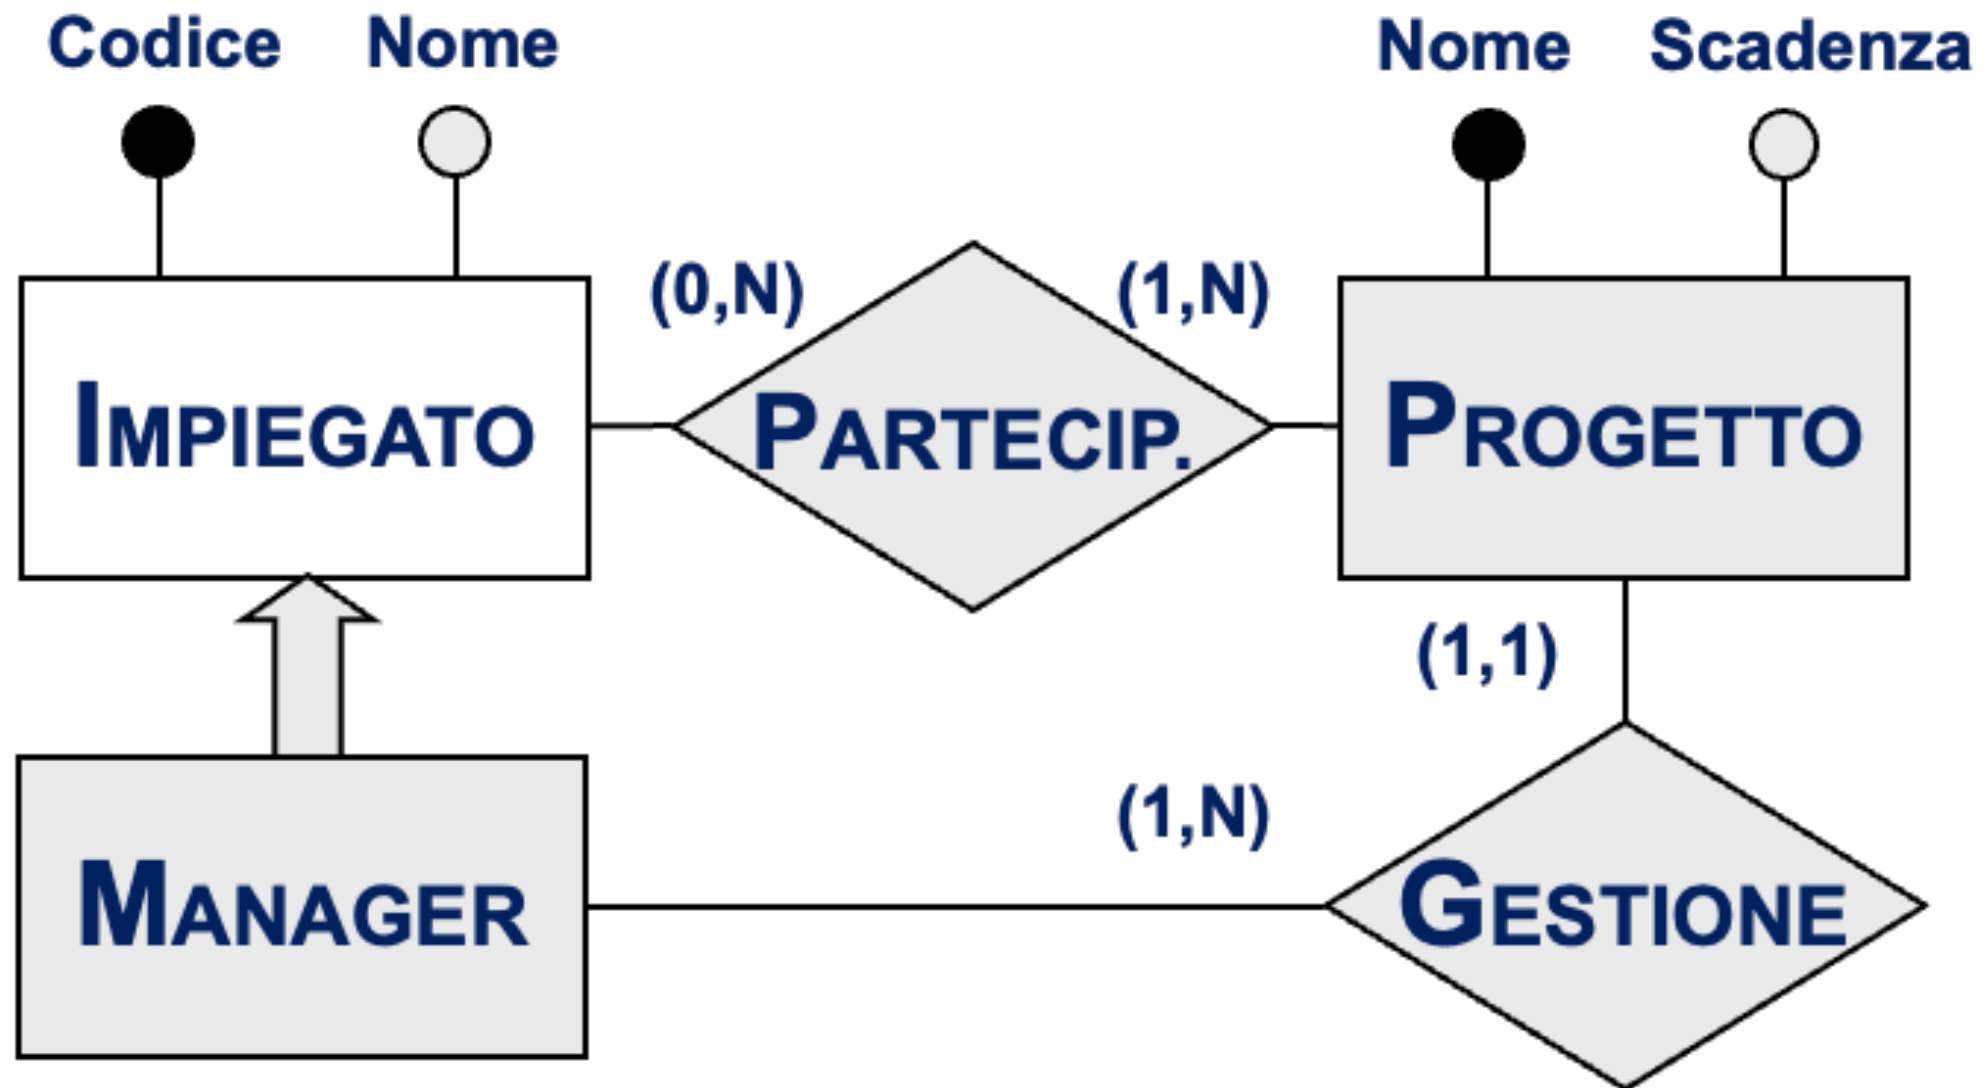 Codice Nome Nome Scadenza
(0,N) (1,N)
IMPIEGATO PARTECIP. PROGETTO
(1,1)
(1,N)
MANAGER GESTIONE